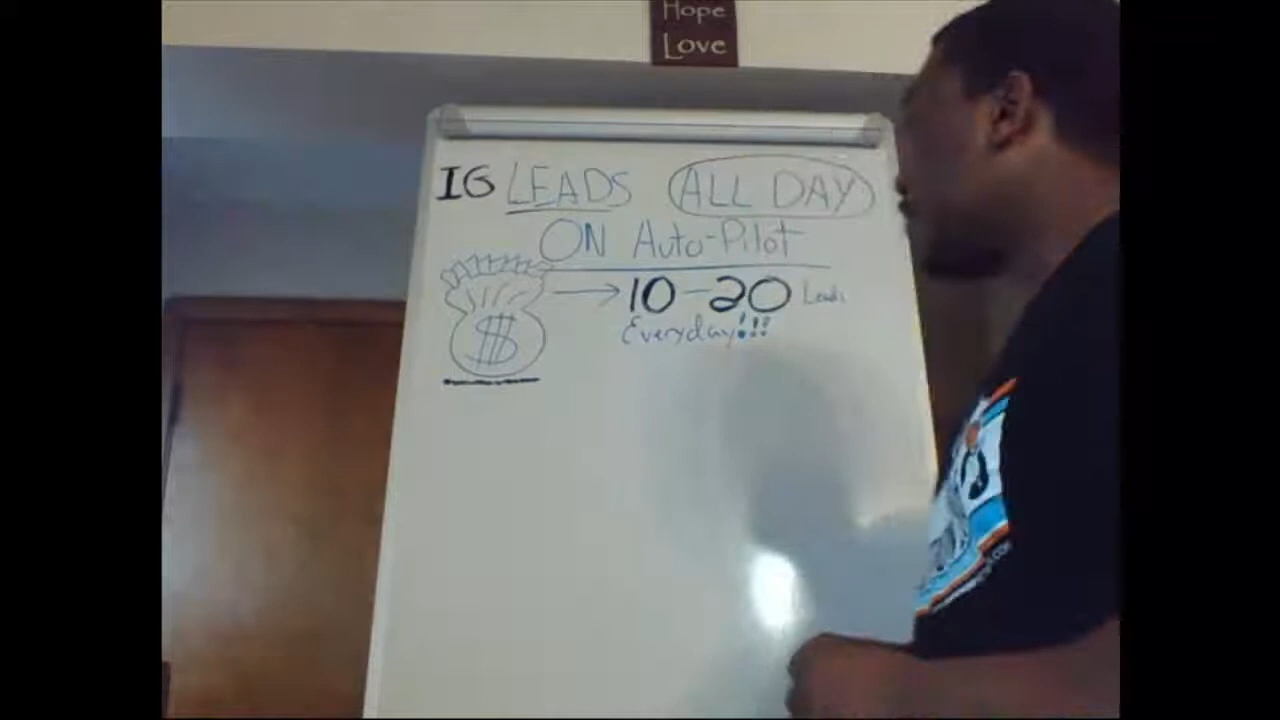 Hope
Love
IG LEADS ALL DAY
ON Auto-Pilot
$ → 10-20 Leads
Everyday!!!